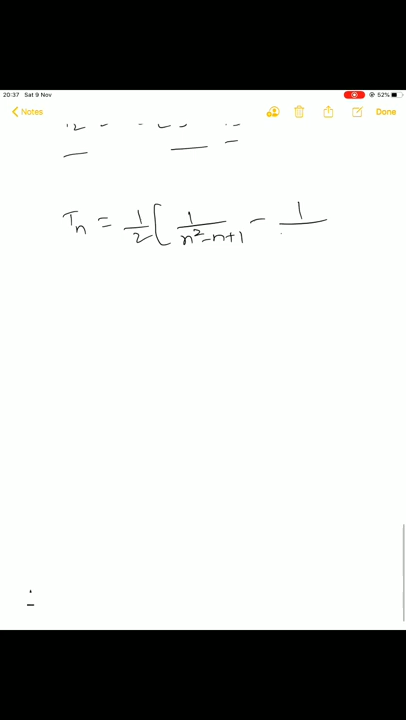 20:37 Sat 9 Nov 52%
Notes Done
Tn = 1/2 [ 1/(n²-n+1) - 1/